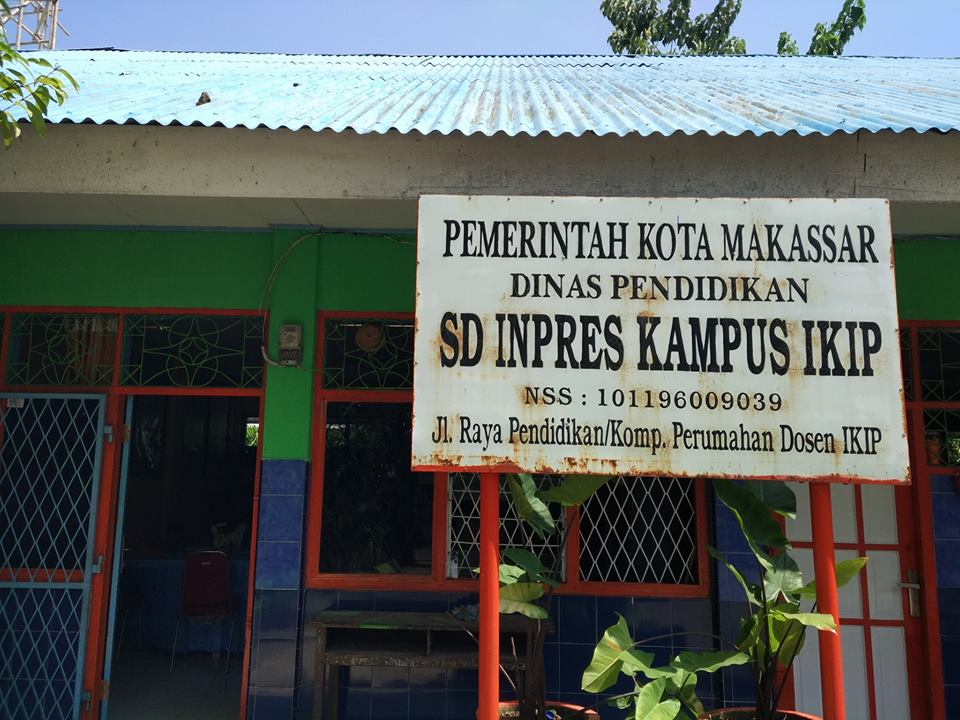 PEMERINTAH KOTA MAKASSAR
DINAS PENDIDIKAN
SD INPRES KAMPUS IKIP
NSS : 101196009039
Jl. Raya Pendidikan/Komp. Perumahan Dosen IKIP